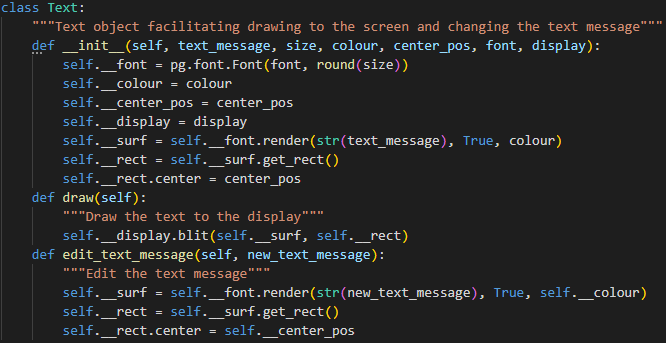 class Text:
    """Text object facilitating drawing to the screen and changing the text message"""
    def __init__(self, text_message, size, colour, center_pos, font, display):
        self.__font = pg.font.Font(font, round(size))
        self.__colour = colour
        self.__center_pos = center_pos
        self.__display = display
        self.__surf = self.__font.render(str(text_message), True, colour)
        self.__rect = self.__surf.get_rect()
        self.__rect.center = center_pos
    def draw(self):
        """Draw the text to the display"""
        self.__display.blit(self.__surf, self.__rect)
    def edit_text_message(self, new_text_message):
        """Edit the text message"""
        self.__surf = self.__font.render(str(new_text_message), True, self.__colour)
        self.__rect = self.__surf.get_rect()
        self.__rect.center = self.__center_pos